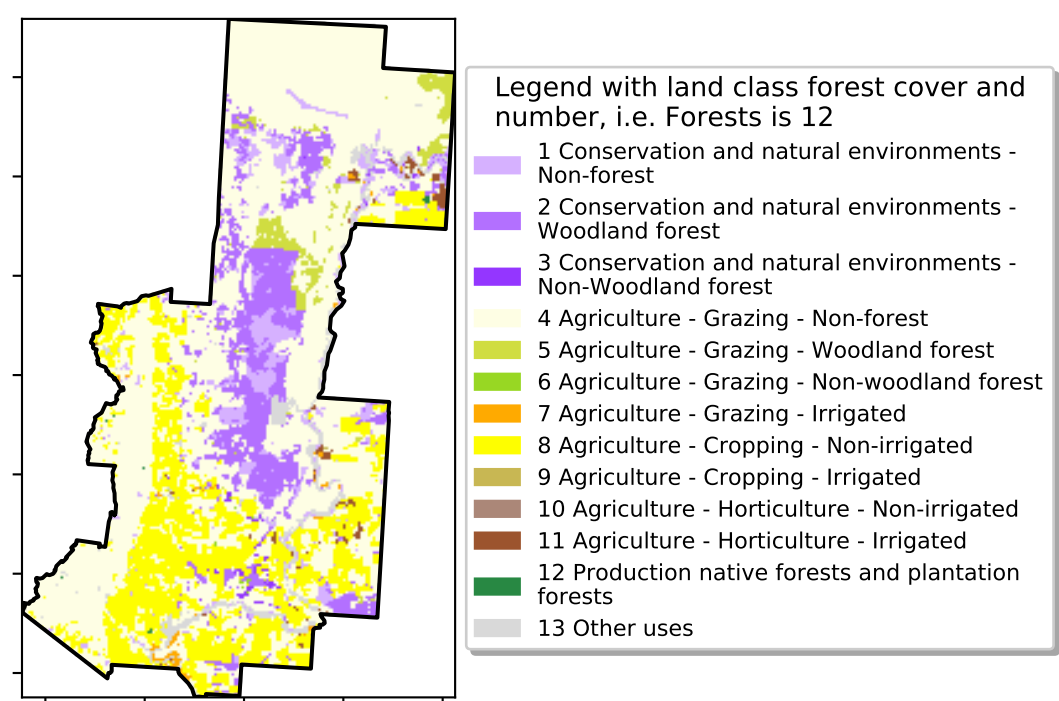 Legend with land class forest cover and
number, i.e. Forests is 12
1 Conservation and natural environments -
Non-forest
2 Conservation and natural environments -
Woodland forest
3 Conservation and natural environments -
Non-Woodland forest
4 Agriculture - Grazing - Non-forest
5 Agriculture - Grazing - Woodland forest
6 Agriculture - Grazing - Non-woodland forest
7 Agriculture - Grazing - Irrigated
8 Agriculture - Cropping - Non-irrigated
9 Agriculture - Cropping - Irrigated
10 Agriculture - Horticulture - Non-irrigated
11 Agriculture - Horticulture - Irrigated
12 Production native forests and plantation
forests
13 Other uses